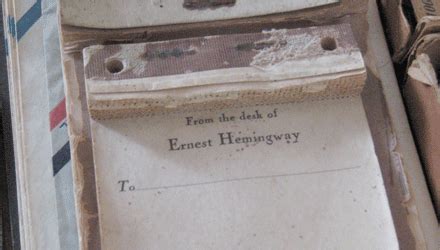 From the desk of
Ernest Hemingway
To